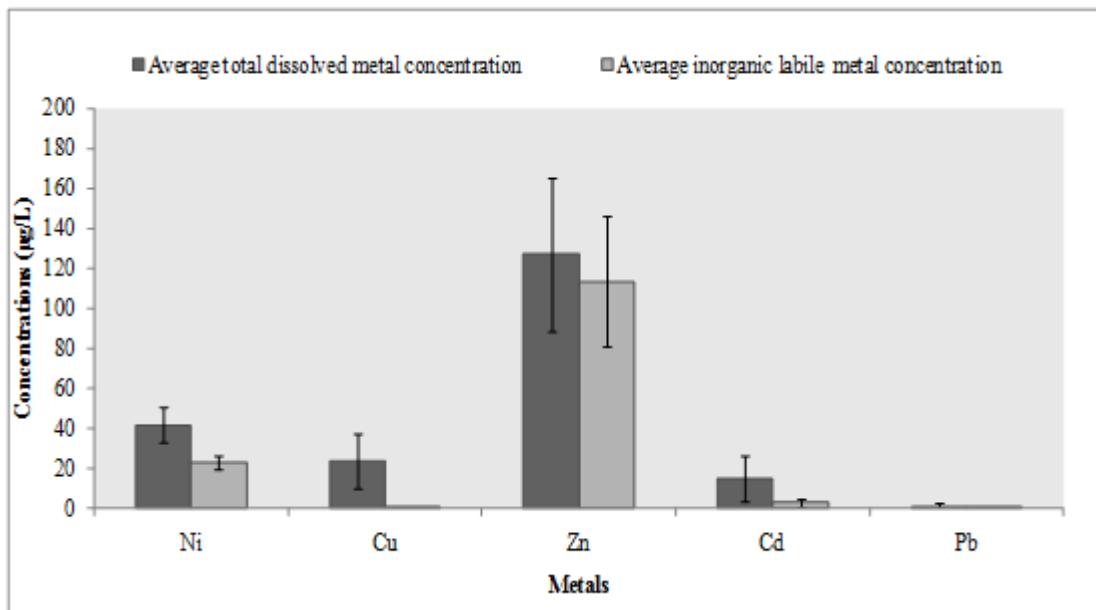 Average total dissolved metal concentration
Average inorganic labile metal concentration
200
180
160
140
120
100
80
60
40
20
0
Concentrations (µg/L)
Ni Cu Zn Cd Pb
Metals